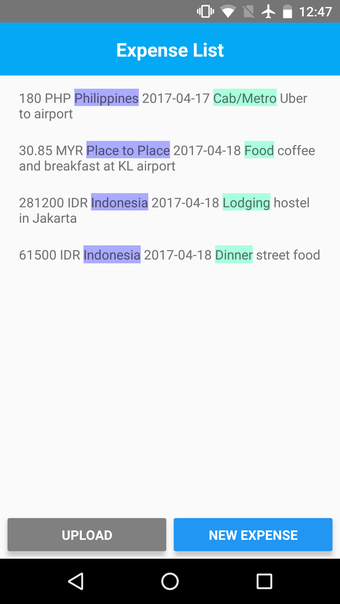 12:47
Expense List
180 PHP Philippines 2017-04-17 Cab/Metro Uber
to airport
30.85 MYR Place to Place 2017-04-18 Food coffee
and breakfast at KL airport
281200 IDR Indonesia 2017-04-18 Lodging hostel
in Jakarta
61500 IDR Indonesia 2017-04-18 Dinner street food
UPLOAD
NEW EXPENSE